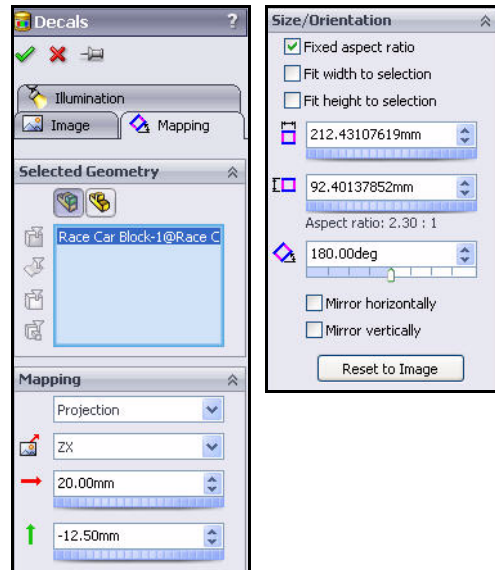 Decals ?
Illumination
Image Mapping
Selected Geometry
Race Car Block-1@Race C
Mapping
Projection
ZX
20.00mm
-12.50mm
Size/Orientation
Fixed aspect ratio
Fit width to selection
Fit height to selection
212.43107619mm
92.40137852mm
Aspect ratio: 2.30 : 1
180.00deg
Mirror horizontally
Mirror vertically
Reset to Image